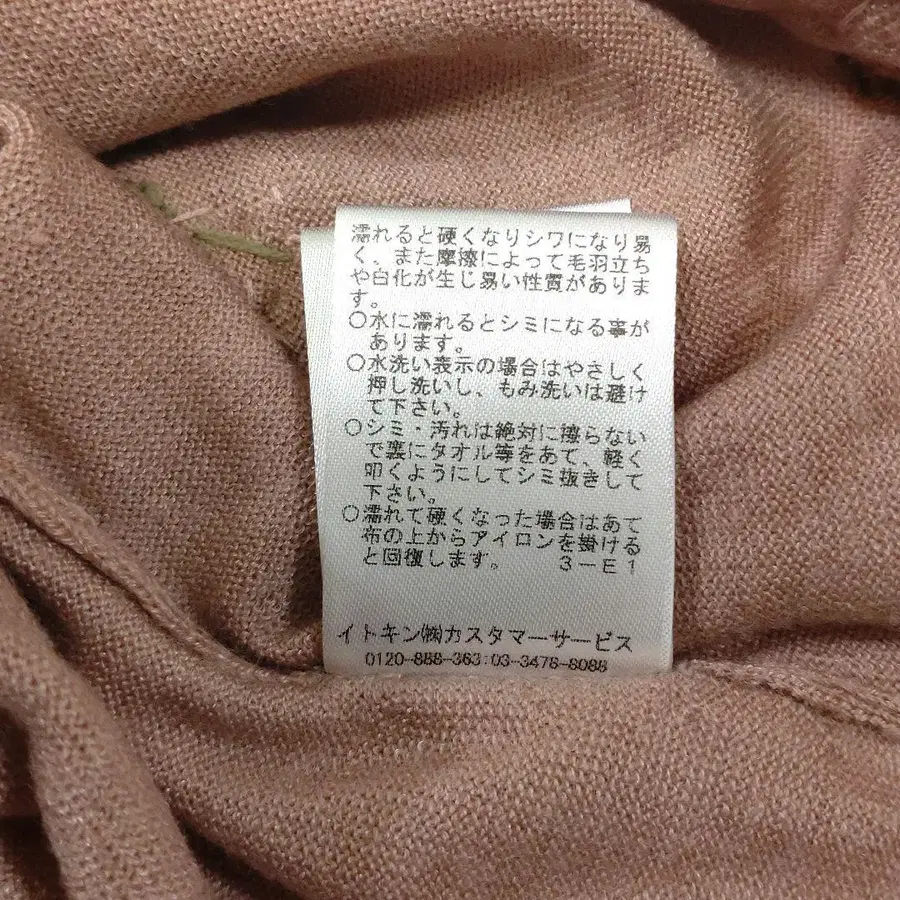 濡れると硬くなりシワになり易
く、また摩擦によって毛羽立ち
や白化が生じ易い性質がありま
す。
○水に濡れるとシミになる事が
あります。
○水洗い表示の場合はやさしく
押し洗いし、もみ洗いは避け
て下さい。
○シミ・汚れは絶対に擦らない
で裏にタオル等をあて、軽く
叩くようにしてシミ抜きして
下さい。
○濡れて硬くなった場合はあて
布の上からアイロンを掛ける
と回復します。 3-E1
イトキン㈱カスタマーサービス
0120-888-363:03-3478-8088